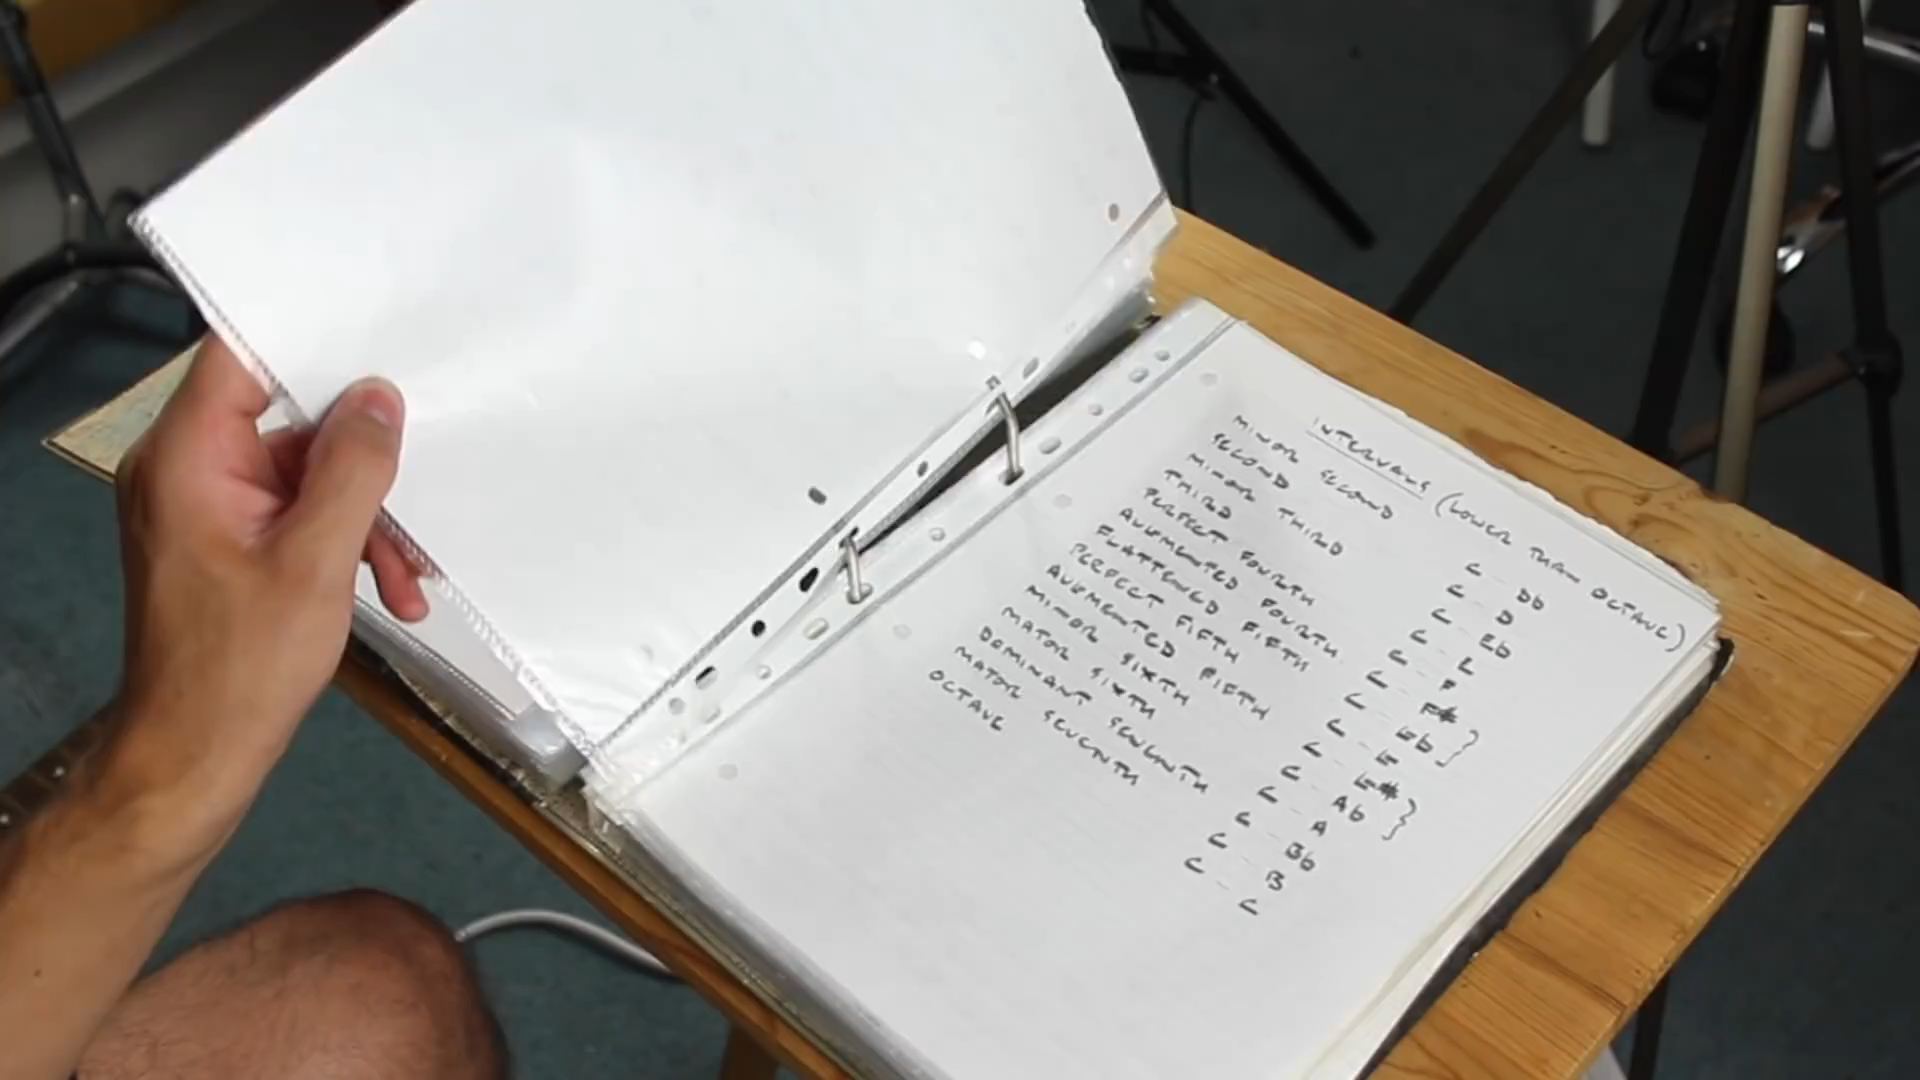 INTERVALS (LOWER THAN OCTAVE)
MINOR SECOND C - Db
SECOND C - D
MINOR THIRD C - Eb
THIRD C - E
PERFECT FOURTH C - F
AUGMENTED FOURTH C - F#
FLATTENED FIFTH C - Gb
PERFECT FIFTH C - G
AUGMENTED FIFTH C - G#
MINOR SIXTH C - Ab
MAJOR SIXTH C - A
DOMINANT SEVENTH C - Bb
MAJOR SEVENTH C - B
OCTAVE C - C